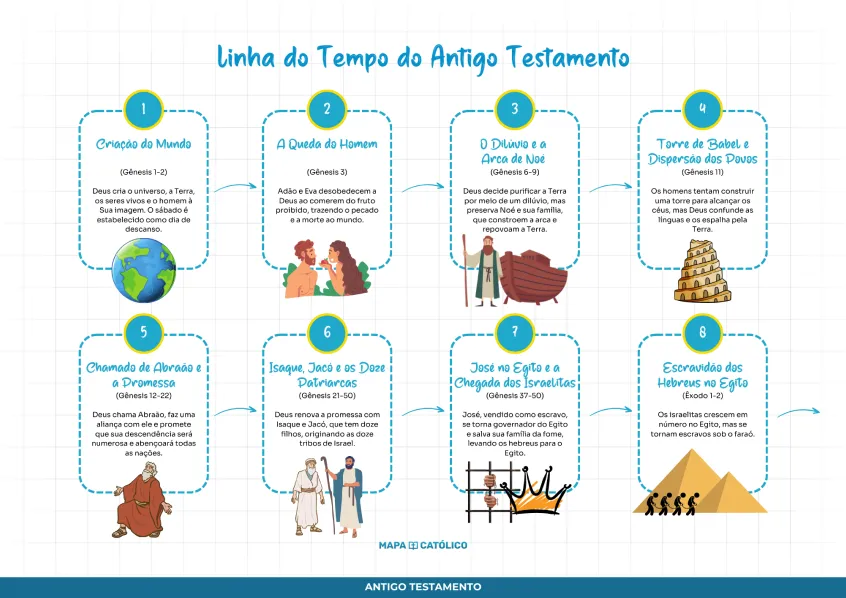 Linha do Tempo do Antigo Testamento
1
Criação do Mundo
(Gênesis 1-2)
Deus cria o universo, a Terra,
os seres vivos e o homem à
Sua imagem. O sábado é
estabelecido como dia de
descanso.
2
A Queda do Homem
(Gênesis 3)
Adão e Eva desobedecem a
Deus ao comerem do fruto
proibido, trazendo o pecado
e a morte ao mundo.
3
O Dilúvio e a
Arca de Noé
(Gênesis 6-9)
Deus decide purificar a Terra
por meio de um dilúvio, mas
preserva Noé e sua família,
que constroem a arca e
repovoam a Terra.
4
Torre de Babel e
Dispersão dos Povos
(Gênesis 11)
Os homens tentam construir
uma torre para alcançar os
céus, mas Deus confunde as
línguas e os espalha pela
Terra.
5
Chamado de Abraão e
a Promessa
(Gênesis 12-22)
Deus chama Abraão, faz uma
aliança com ele e promete
que sua descendência será
numerosa e abençoará todas
as nações.
6
Isaque, Jacó e os Doze
Patriarcas
(Gênesis 21-50)
Deus renova a promessa com
Isaque e Jacó, que tem doze
filhos, originando as doze
tribos de Israel.
7
José no Egito e a
Chegada dos Israelitas
(Gênesis 37-50)
José, vendido como escravo,
se torna governador do Egito
e salva sua família da fome,
levando os hebreus para o
Egito.
8
Escravidão dos
Hebreus no Egito
(Êxodo 1-2)
Os Israelitas crescem em
número no Egito, mas se
tornam escravos sob o faraó.
MAPA CATÓLICO
ANTIGO TESTAMENTO